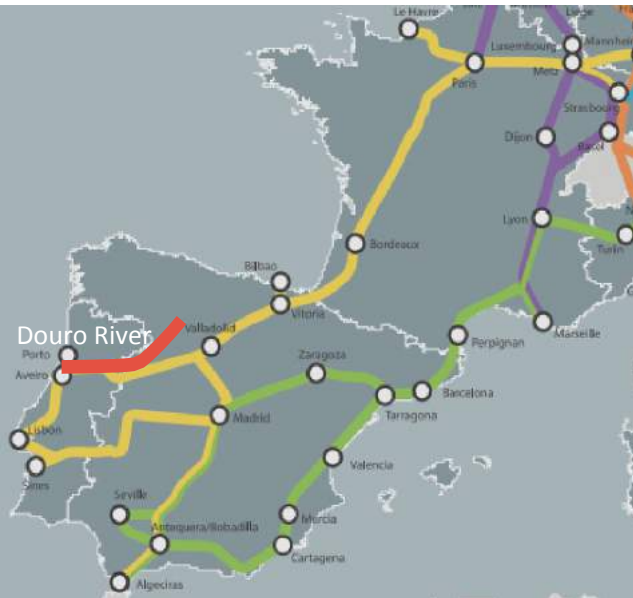 Le Havre
Liege
Luxembourg
Mannheim
Paris
Metz
Strasbourg
Dijon
Basel
Lyon
Turin
Bordeaux
Bilbao
Vitoria
Douro River
Valladolid
Marseille
Perpignan
Porto
Zaragoza
Aveiro
Barcelona
Madrid
Tarragona
Lisbon
Valencia
Sines
Seville
Murcia
Antequera/Bobadilla
Cartagena
Algeciras